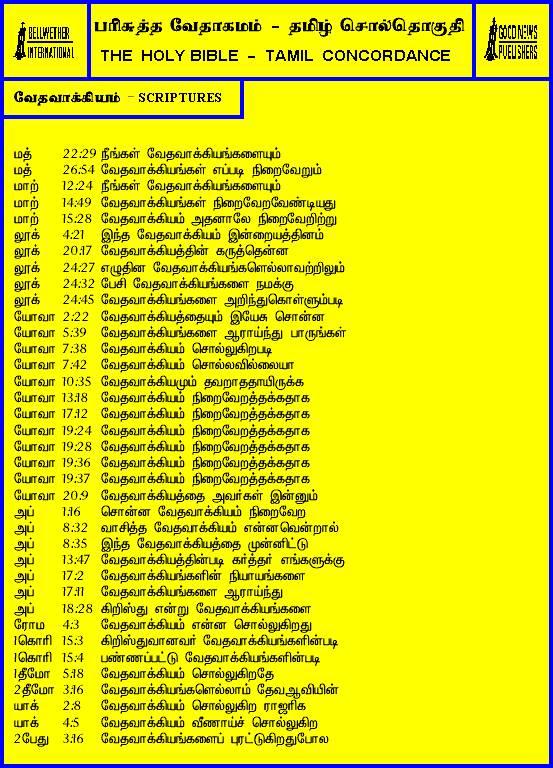 BELLWETHER
INTERNATIONAL
பரிசுத்த வேதாகமம் - தமிழ் சொல்தொகுதி
THE HOLY BIBLE - TAMIL CONCORDANCE
GOOD NEWS
PUBLISHERS
வேதவாக்கியம் - SCRIPTURES
மத் 22:29 நீங்கள் வேதவாக்கியங்களையும்
மத் 26:54 வேதவாக்கியங்கள் எப்படி நிறைவேறும்
மாற் 12:24 நீங்கள் வேதவாக்கியங்களையும்
மாற் 14:49 வேதவாக்கியங்கள் நிறைவேறவேண்டியது
மாற் 15:28 வேதவாக்கியம் அதனாலே நிறைவேறிற்று
லூக் 4:21 இந்த வேதவாக்கியம் இன்றையத்தினம்
லூக் 20:17 வேதவாக்கியத்தின் கருத்தென்ன
லூக் 24:27 எழுதின வேதவாக்கியங்களெல்லாவற்றிலும்
லூக் 24:32 பேசி வேதவாக்கியங்களை நமக்கு
லூக் 24:45 வேதவாக்கியங்களை அறிந்துகொள்ளும்படி
யோவா 2:22 வேதவாக்கியத்தையும் இயேசு சொன்ன
யோவா 5:39 வேதவாக்கியங்களை ஆராய்ந்து பாருங்கள்
யோவா 7:38 வேதவாக்கியம் சொல்லுகிறபடி
யோவா 7:42 வேதவாக்கியம் சொல்லவில்லையா
யோவா 10:35 வேதவாக்கியமும் தவறாததாயிருக்க
யோவா 13:18 வேதவாக்கியம் நிறைவேறத்தக்கதாக
யோவா 17:12 வேதவாக்கியம் நிறைவேறத்தக்கதாக
யோவா 19:24 வேதவாக்கியம் நிறைவேறத்தக்கதாக
யோவா 19:28 வேதவாக்கியம் நிறைவேறத்தக்கதாக
யோவா 19:36 வேதவாக்கியம் நிறைவேறத்தக்கதாக
யோவா 19:37 வேதவாக்கியம் நிறைவேறத்தக்கதாக
யோவா 20:9 வேதவாக்கியத்தை அவர்கள் இன்னும்
அப் 1:16 சொன்ன வேதவாக்கியம் நிறைவேற
அப் 8:32 வாசித்த வேதவாக்கியம் என்னவென்றால்
அப் 8:35 இந்த வேதவாக்கியத்தை முன்னிட்டு
அப் 13:47 வேதவாக்கியத்தின்படி கர்த்தர் எங்களுக்கு
அப் 17:2 வேதவாக்கியங்களின் நியாயங்களை
அப் 17:11 வேதவாக்கியங்களை ஆராய்ந்து
அப் 18:28 கிறிஸ்து என்று வேதவாக்கியங்களை
ரோம 4:3 வேதவாக்கியம் என்ன சொல்லுகிறது
1கொரி 15:3 கிறிஸ்துவானவர் வேதவாக்கியங்களின்படி
1கொரி 15:4 பண்ணப்பட்டு வேதவாக்கியங்களின்படி
1தீமோ 5:18 வேதவாக்கியம் சொல்லுகிறதே
2தீமோ 3:16 வேதவாக்கியங்களெல்லாம் தேவஆவியின்
யாக் 2:8 வேதவாக்கியம் சொல்லுகிற ராஜரிக
யாக் 4:5 வேதவாக்கியம் வீணாய்ச் சொல்லுகிற
2பேது 3:16 வேதவாக்கியங்களைப் புரட்டுகிறதுபோல